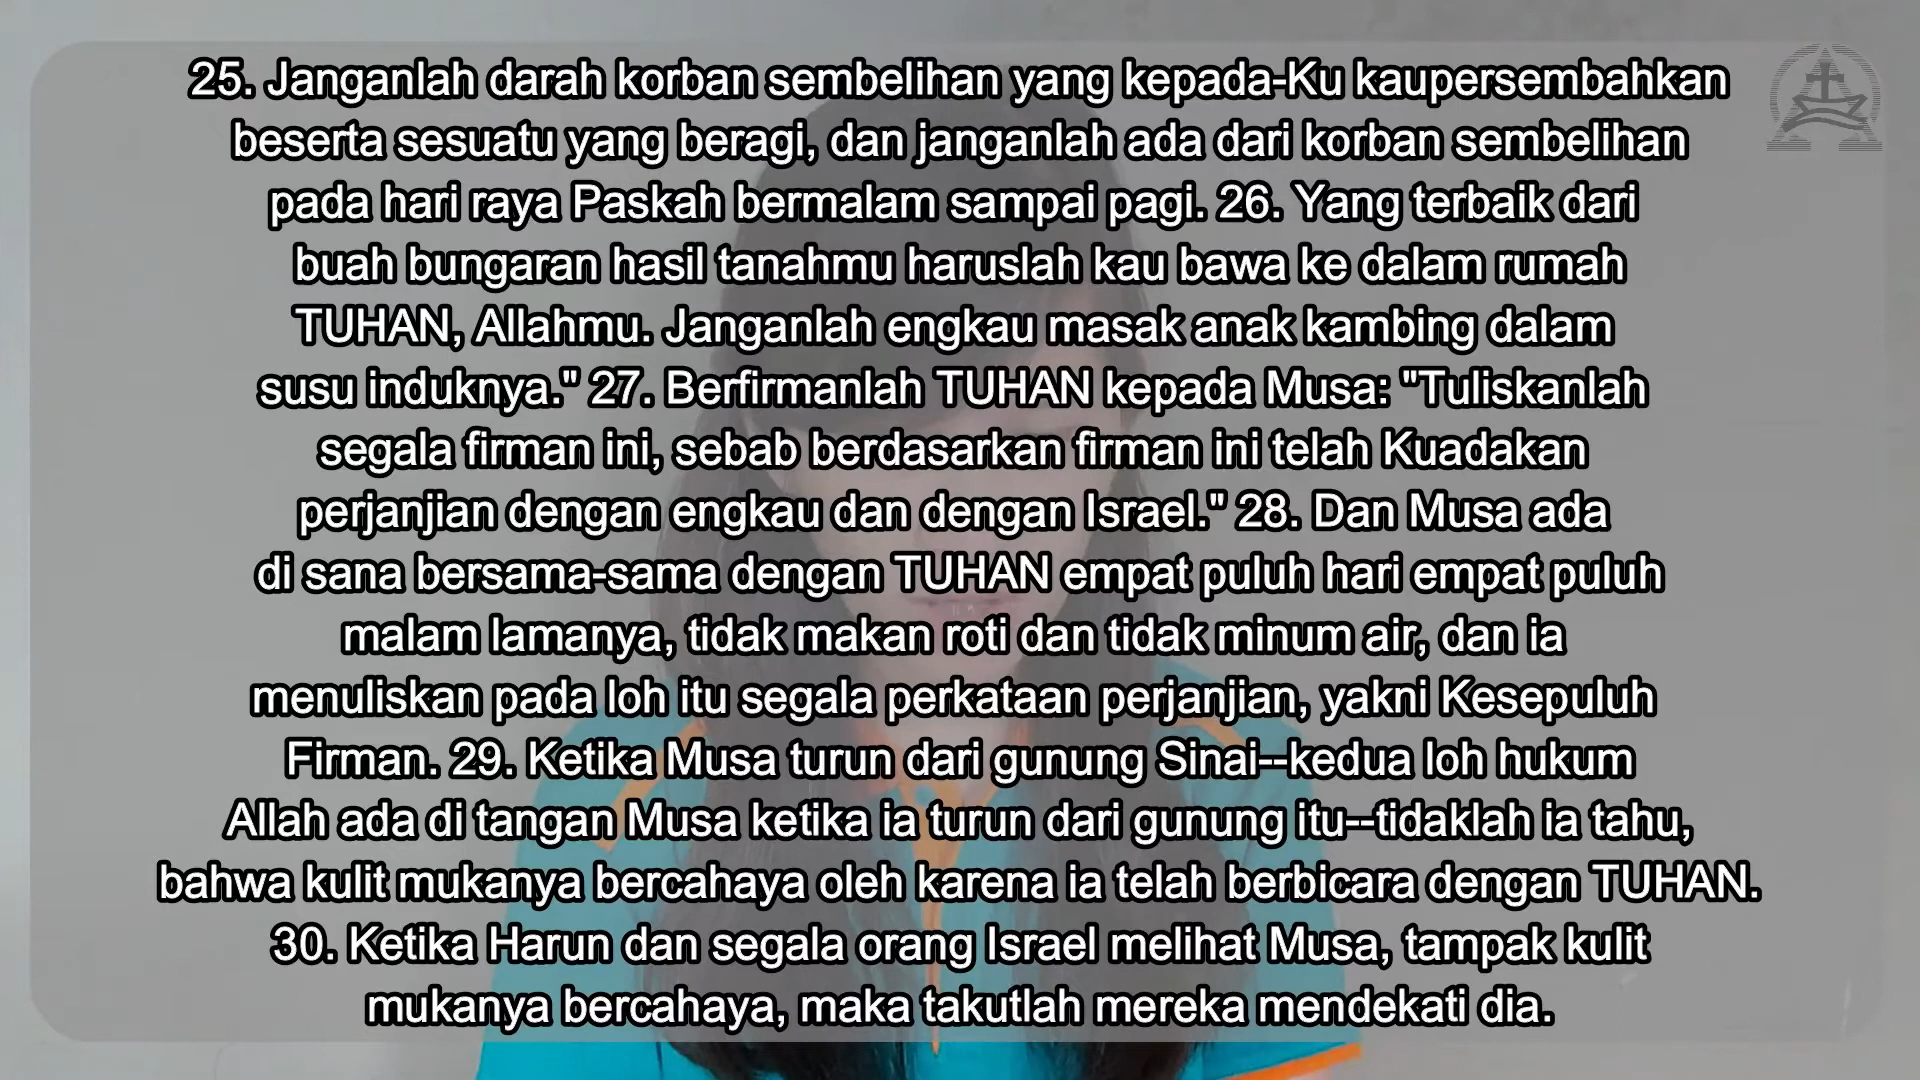 25. Janganlah darah korban sembelihan yang kepada-Ku kaupersembahkan
beserta sesuatu yang beragi, dan janganlah ada dari korban sembelihan
pada hari raya Paskah bermalam sampai pagi. 26. Yang terbaik dari
buah bungaran hasil tanahmu haruslah kau bawa ke dalam rumah
TUHAN, Allahmu. Janganlah engkau masak anak kambing dalam
susu induknya." 27. Berfirmanlah TUHAN kepada Musa: "Tuliskanlah
segala firman ini, sebab berdasarkan firman ini telah Kuadakan
perjanjian dengan engkau dan dengan Israel." 28. Dan Musa ada
di sana bersama-sama dengan TUHAN empat puluh hari empat puluh
malam lamanya, tidak makan roti dan tidak minum air, dan ia
menuliskan pada loh itu segala perkataan perjanjian, yakni Kesepuluh
Firman. 29. Ketika Musa turun dari gunung Sinai--kedua loh hukum
Allah ada di tangan Musa ketika ia turun dari gunung itu--tidaklah ia tahu,
bahwa kulit mukanya bercahaya oleh karena ia telah berbicara dengan TUHAN.
30. Ketika Harun dan segala orang Israel melihat Musa, tampak kulit
mukanya bercahaya, maka takutlah mereka mendekati dia.